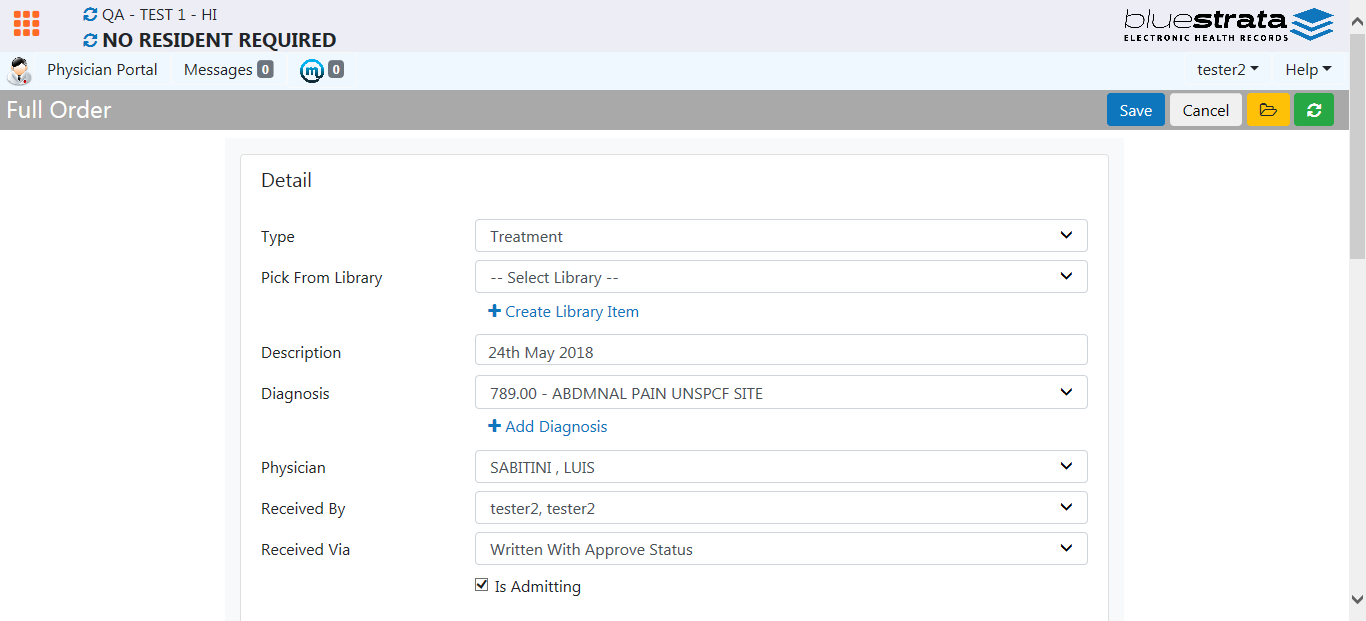 QA - TEST 1 - HI
NO RESIDENT REQUIRED
bluestrata
ELECTRONIC HEALTH RECORDS
Physician Portal Messages 0 m 0 tester2 Help
Full Order Save Cancel
Detail
Type Treatment
Pick From Library -- Select Library --
Create Library Item
Description 24th May 2018
Diagnosis 789.00 - ABDMNAL PAIN UNSPCF SITE
Add Diagnosis
Physician SABITINI , LUIS
Received By tester2, tester2
Received Via Written With Approve Status
Is Admitting